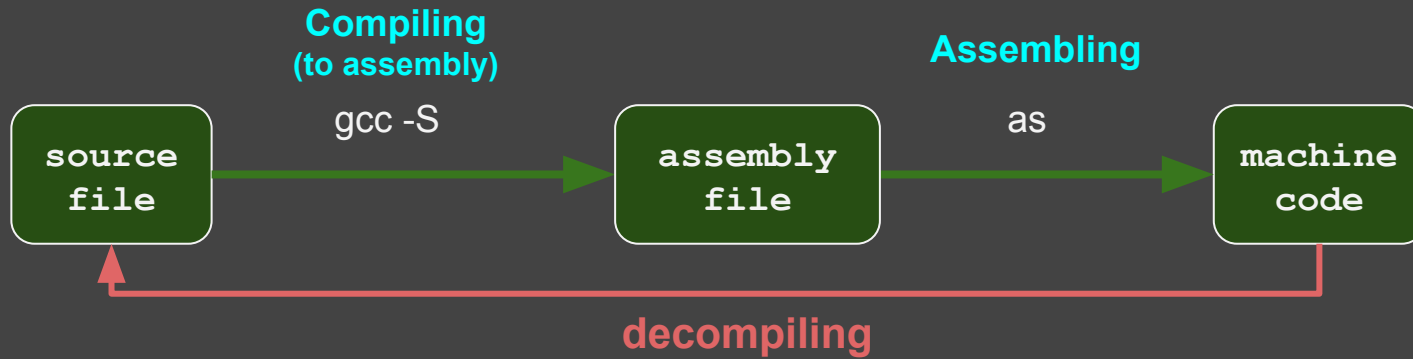 Compiling
(to assembly)
Assembling
gcc -S
as
source
file
assembly
file
machine
code
decompiling